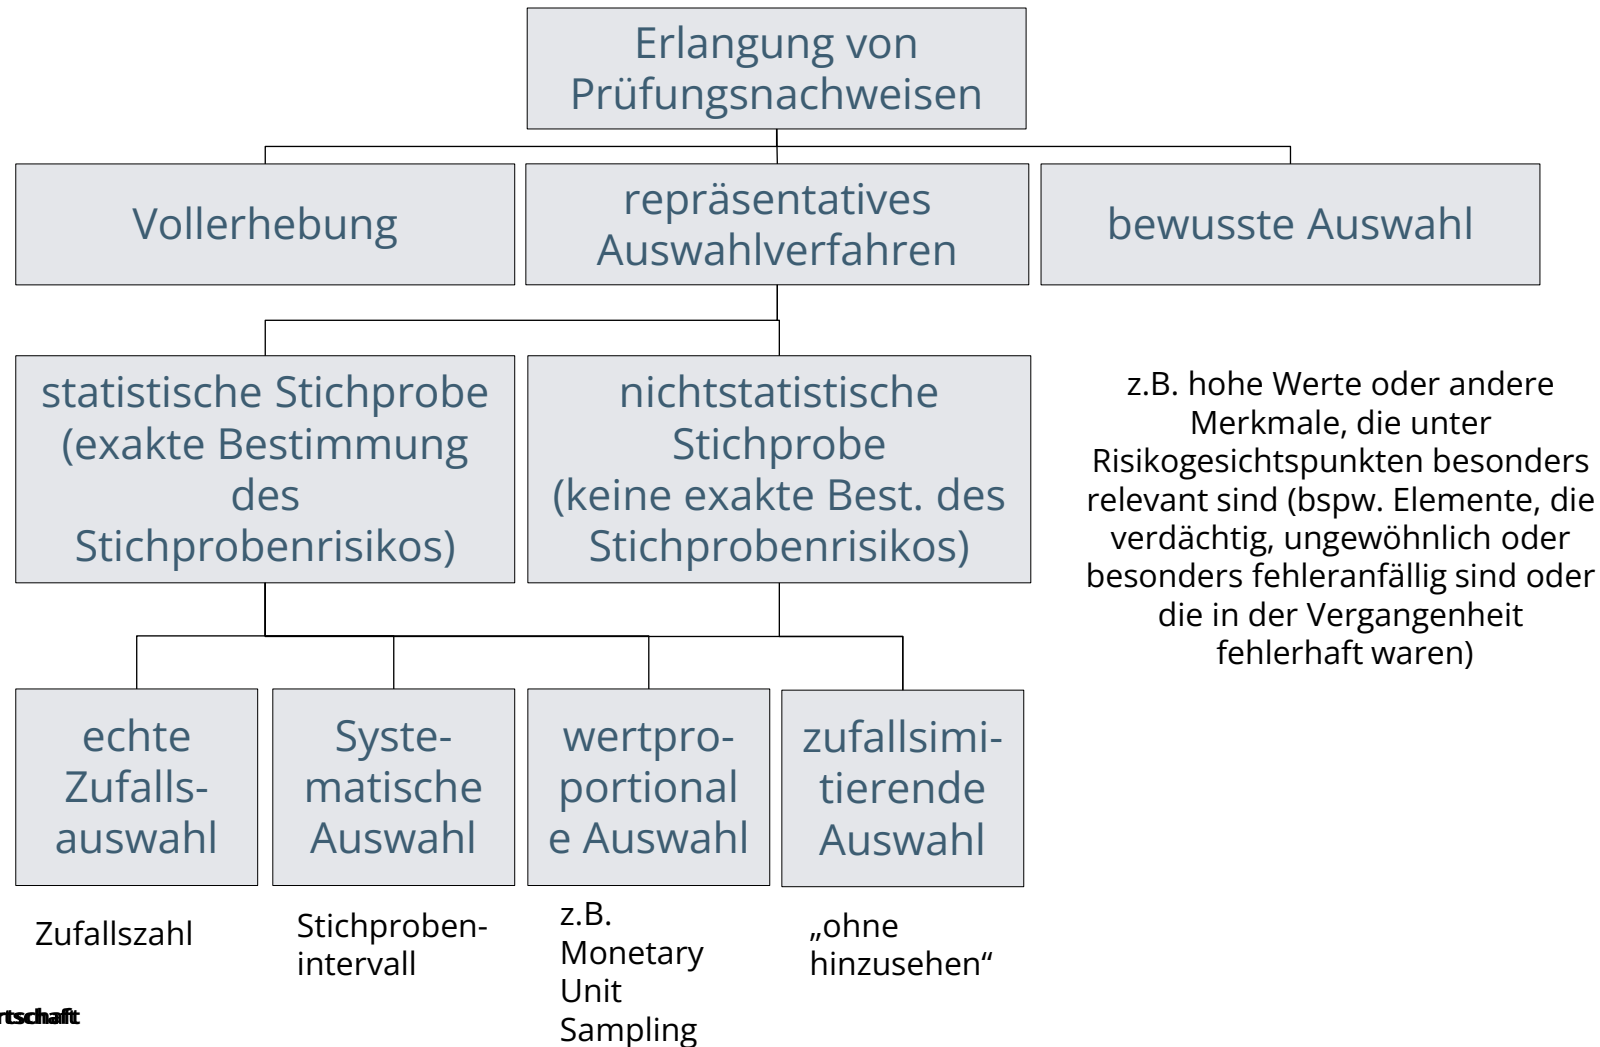 Erlangung von
Prüfungsnachweisen
Vollerhebung
repräsentatives
Auswahlverfahren
bewusste Auswahl
statistische Stichprobe
(exakte Bestimmung
des
Stichprobenrisikos)
nichtstatistische
Stichprobe
(keine exakte Best. des
Stichprobenrisikos)
z.B. hohe Werte oder andere
Merkmale, die unter
Risikogesichtspunkten besonders
relevant sind (bspw. Elemente, die
verdächtig, ungewöhnlich oder
besonders fehleranfällig sind oder
die in der Vergangenheit
fehlerhaft waren)
echte
Zufalls-
auswahl
Syste-
matische
Auswahl
wertpro-
portional
e Auswahl
zufallsimi-
tierende
Auswahl
Zufallszahl
Stichproben-
intervall
z.B.
Monetary
Unit
Sampling
„ohne
hinzusehen“
rtschaft